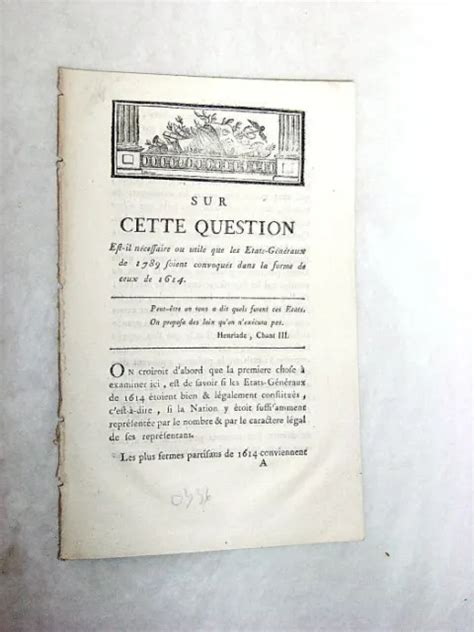 SUR
CETTE QUESTION
Est-il nécessaire ou utile que les Etats-Généraux
de 1789 soient convoqués dans la forme de
ceux de 1614.
Peut-être on vous a dit quels furent ces Etats.
On proposa des loix qu'on n'exécuta pas.
Henriade, Chant III.
ON croiroit d'abord que la premiere chose à
examiner ici, est de savoir si les Etats-Généraux
de 1614 étoient bien & légalement constitués,
c'est-à-dire, si la Nation y étoit suffisamment
représentée par le nombre & par le caractere légal
de ses représentans.
Les plus fermes partisans de 1614 conviennent
A